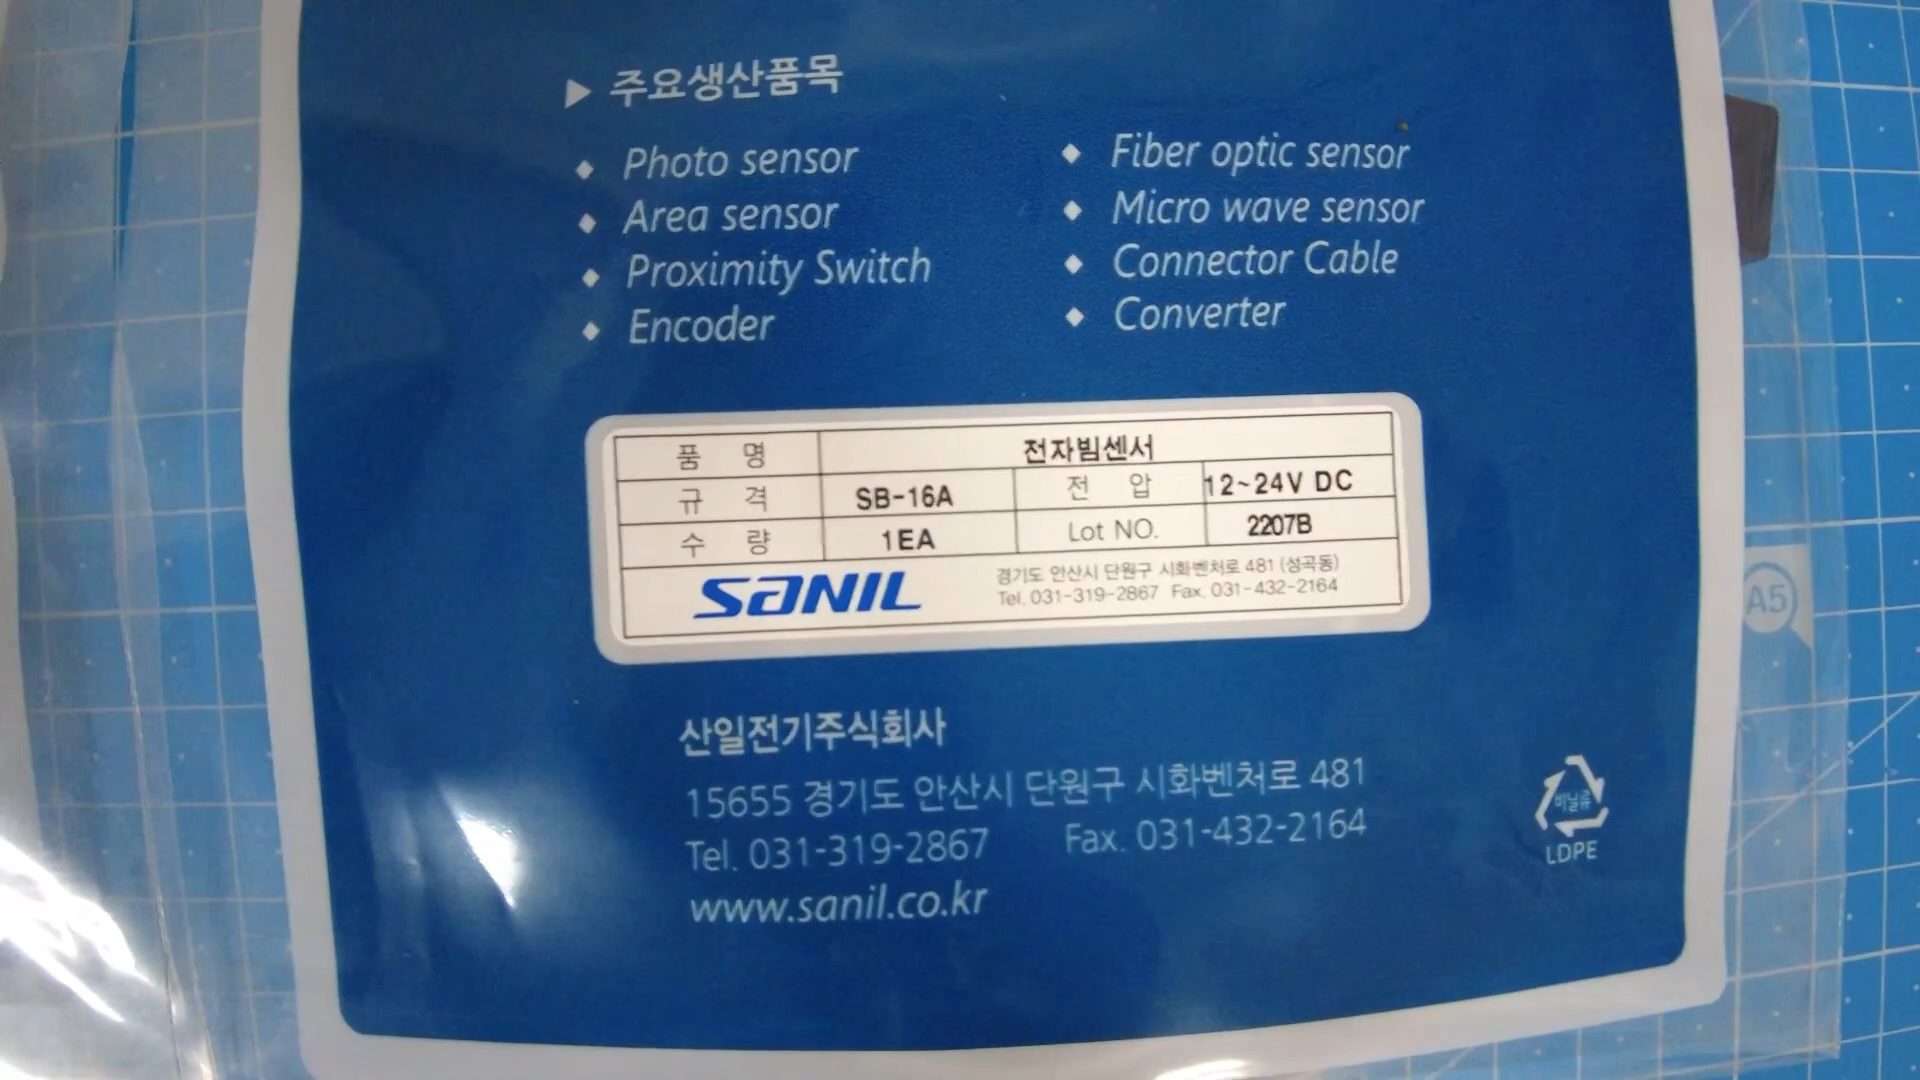 ▶ 주요생산품목
◆ Photo sensor
◆ Area sensor
◆ Proximity Switch
◆ Encoder
◆ Fiber optic sensor
◆ Micro wave sensor
◆ Connector Cable
◆ Converter
품 명 전자빔센서
규 격 SB-16A 전 압 12~24V DC
수 량 1EA Lot NO. 2207B
SANIL
경기도 안산시 단원구 시화벤처로 481 (성곡동)
Tel. 031-319-2867 Fax. 031-432-2164
산일전기주식회사
15655 경기도 안산시 단원구 시화벤처로 481
Tel. 031-319-2867 Fax. 031-432-2164
www.sanil.co.kr
비닐류
LDPE
A5